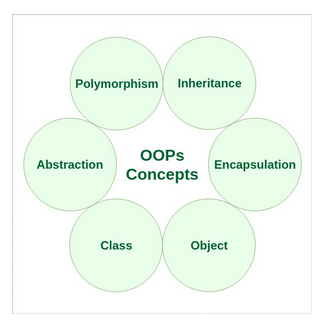 Polymorphism
Inheritance
Abstraction
OOPs
Concepts
Encapsulation
Class
Object